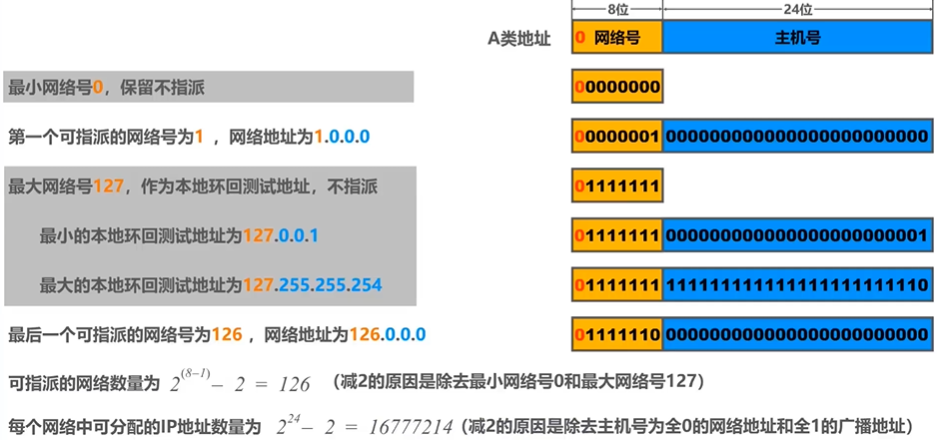 8位 24位
A类地址 0 网络号 主机号
最小网络号0，保留不指派 00000000
第一个可指派的网络号为1 ，网络地址为1.0.0.0 00000001 000000000000000000000000
最大网络号127，作为本地环回测试地址，不指派 01111111
最小的本地环回测试地址为127.0.0.1 01111111 000000000000000000000001
最大的本地环回测试地址为127.255.255.254 01111111 111111111111111111111110
最后一个可指派的网络号为126 ，网络地址为126.0.0.0 01111110 000000000000000000000000
可指派的网络数量为 2^(8−1) − 2 = 126 （减2的原因是除去最小网络号0和最大网络号127）
每个网络中可分配的IP地址数量为 2^24 − 2 = 16777214 （减2的原因是除去主机号为全0的网络地址和全1的广播地址）